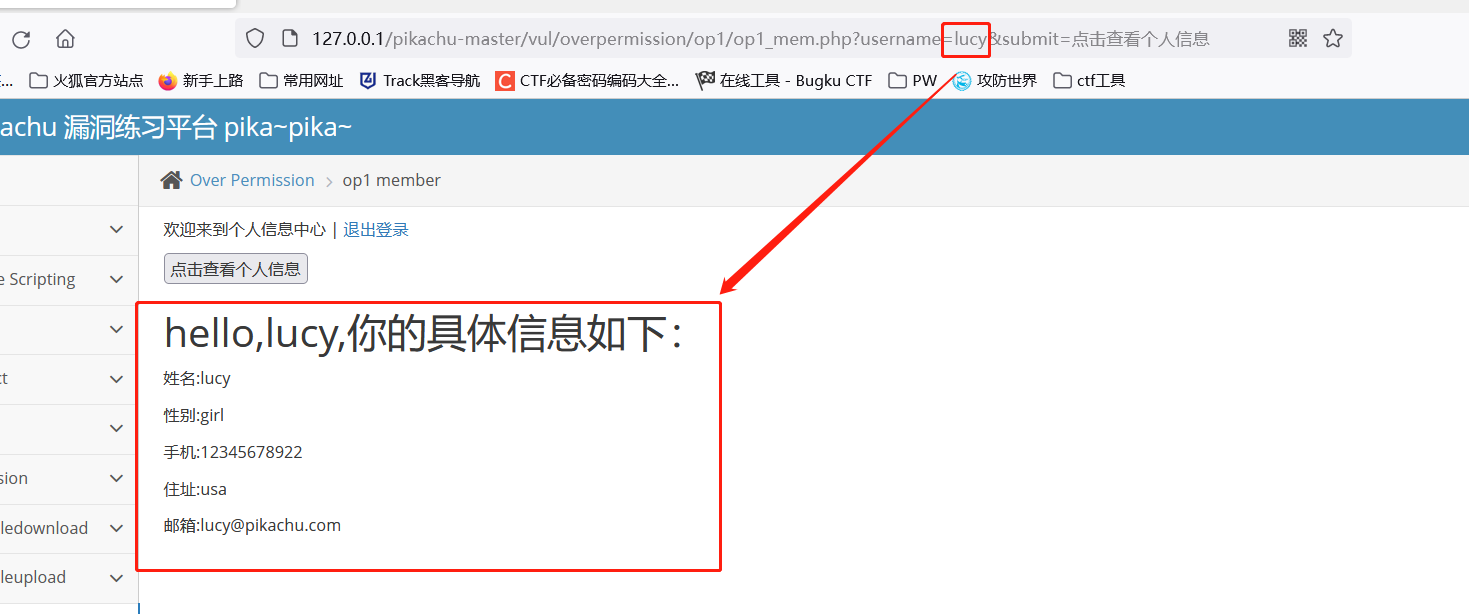 127.0.0.1/pikachu-master/vul/overpermission/op1/op1_mem.php?username=lucy&submit=点击查看个人信息
... 火狐官方站点 新手上路 常用网址 Track黑客导航 CTF必备密码编码大全... 在线工具 - Bugku CTF PW 攻防世界 ctf工具
achu 漏洞练习平台 pika~pika~
Over Permission > op1 member
欢迎来到个人信息中心 | 退出登录
点击查看个人信息
e Scripting
hello,lucy,你的具体信息如下：
姓名:lucy
ct
性别:girl
手机:12345678922
sion
住址:usa
ledownload
邮箱:lucy@pikachu.com
leupload